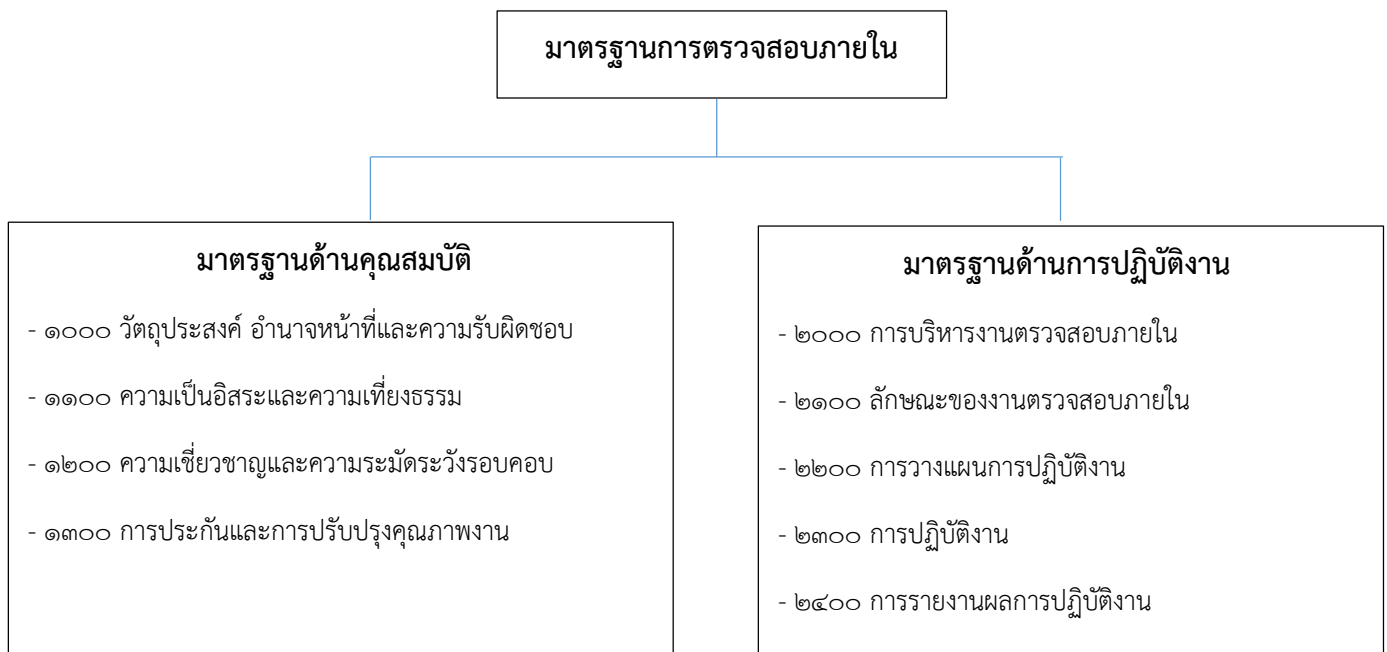 มาตรฐานการตรวจสอบภายใน
มาตรฐานด้านคุณสมบัติ
- ๑๐๐๐ วัตถุประสงค์ อำนาจหน้าที่และความรับผิดชอบ
- ๑๑๐๐ ความเป็นอิสระและความเที่ยงธรรม
- ๑๒๐๐ ความเชี่ยวชาญและความระมัดระวังรอบคอบ
- ๑๓๐๐ การประกันและการปรับปรุงคุณภาพงาน
มาตรฐานด้านการปฏิบัติงาน
- ๒๐๐๐ การบริหารงานตรวจสอบภายใน
- ๒๑๐๐ ลักษณะของงานตรวจสอบภายใน
- ๒๒๐๐ การวางแผนการปฏิบัติงาน
- ๒๓๐๐ การปฏิบัติงาน
- ๒๔๐๐ การรายงานผลการปฏิบัติงาน